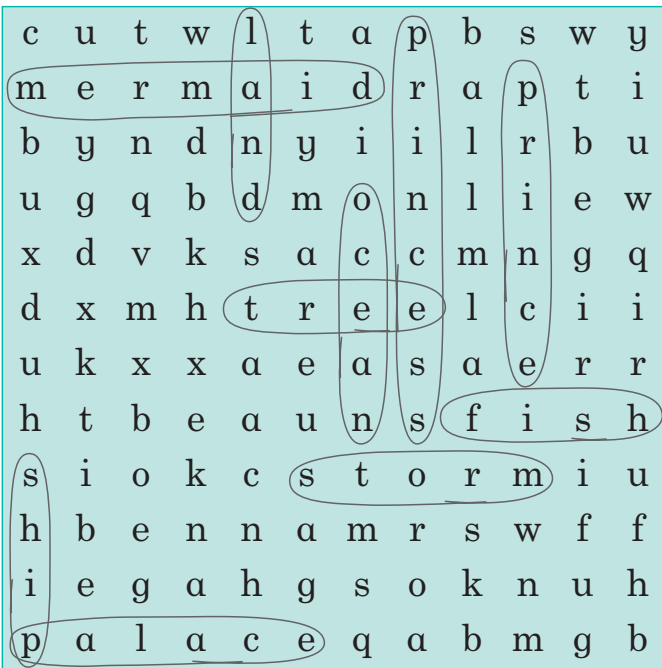 c u t w l t a p b s w y
m e r m a i d r a p t i
b y n d n y i i l r b u
u g q b d m o n l i e w
x d v k s a c c m n g q
d x m h t r e e l c i i
u k x x a e a s a e r r
h t b e a u n s f i s h
s i o k c s t o r m i u
h b e n n a m r s w f f
i e g a h g s o k n u h
p a l a c e q a b m g b